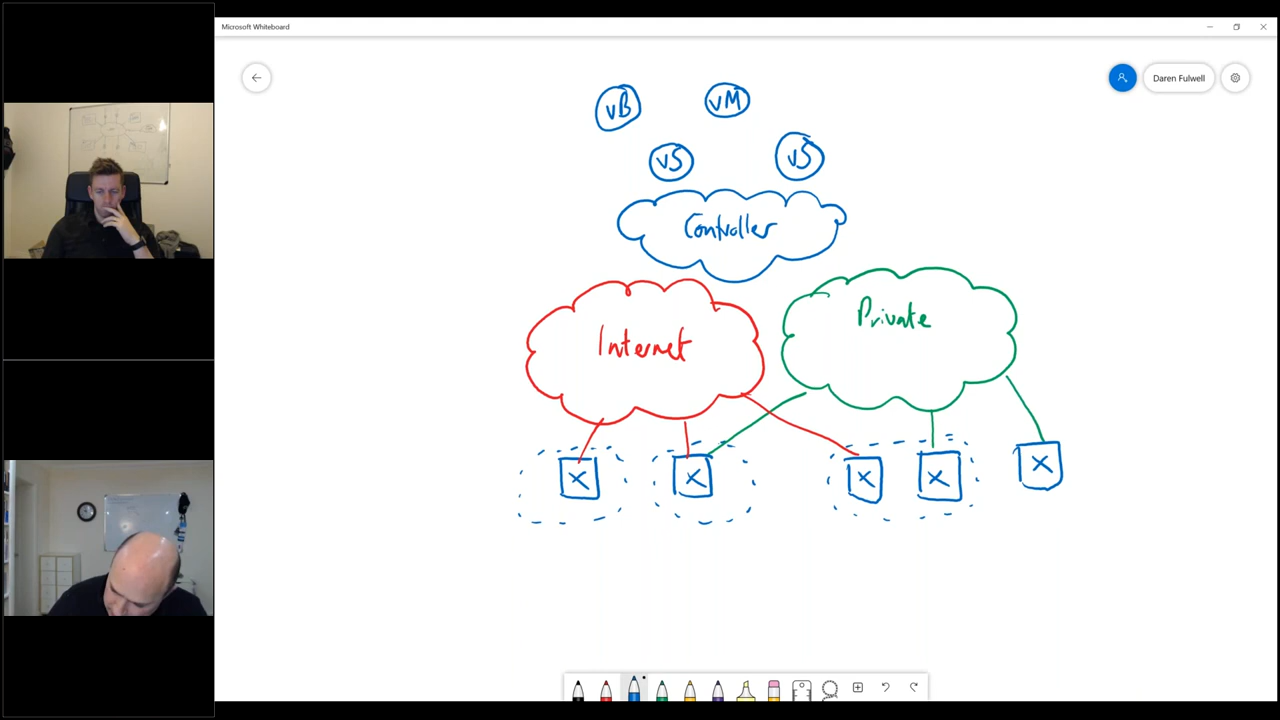 Microsoft Whiteboard
Daren Fulwell
vB
vM
vS
vS
Controller
Internet
Private
X
X
X
X
X